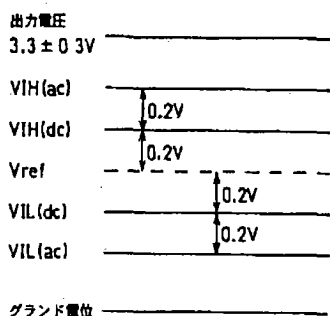 出力電圧
3.3 ± 0.3V
VIH(ac)
0.2V
VIH(dc)
0.2V
Vref
0.2V
VIL(dc)
0.2V
VIL(ac)
グランド電位